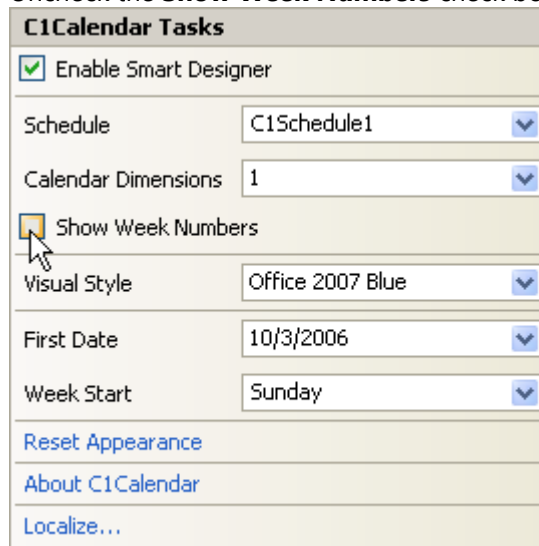 C1Calendar Tasks
Enable Smart Designer
Schedule C1Schedule1
Calendar Dimensions 1
Show Week Numbers
Visual Style Office 2007 Blue
First Date 10/3/2006
Week Start Sunday
Reset Appearance
About C1Calendar
Localize...